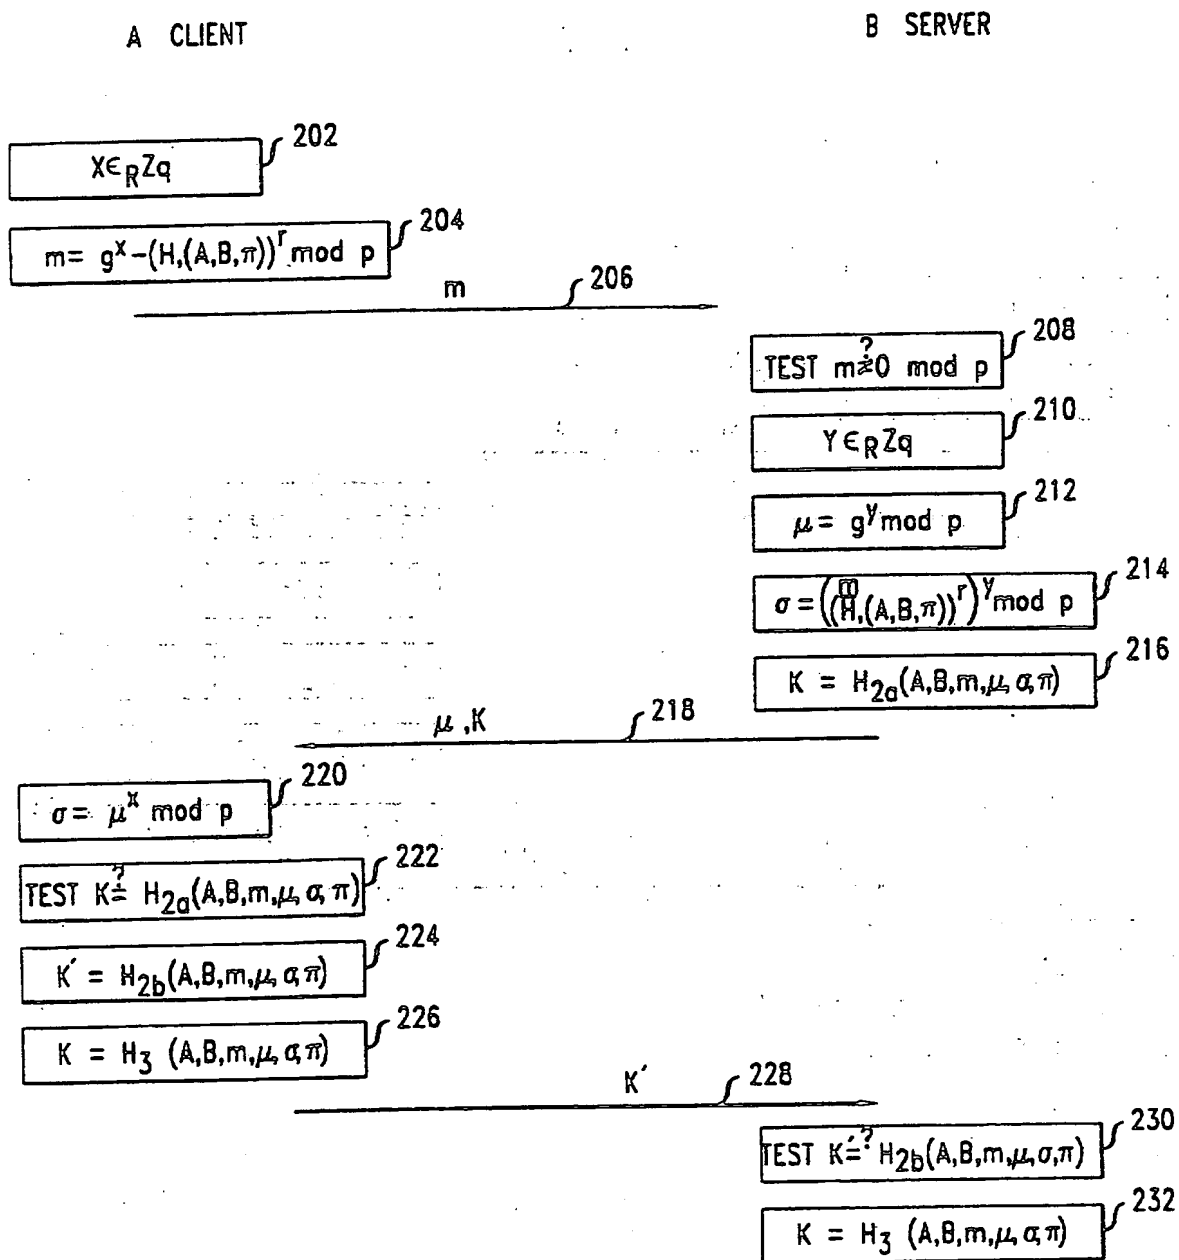 A CLIENT
B SERVER
202
X∈RZq
204
m= g^x-(H,(A,B,π))^r mod p
m
206
208
TEST m≟0 mod p
210
Y∈RZq
212
μ= g^y mod p
214
σ=(m/(H,(A,B,π))^r)^y mod p
216
K = H2a(A,B,m,μ,σ,π)
μ,K
218
220
σ= μ^x mod p
222
TEST K≟ H2a(A,B,m,μ,σ,π)
224
K′ = H2b(A,B,m,μ,σ,π)
226
K = H3 (A,B,m,μ,σ,π)
K′
228
230
TEST K′≟ H2b(A,B,m,μ,σ,π)
232
K = H3 (A,B,m,μ,σ,π)